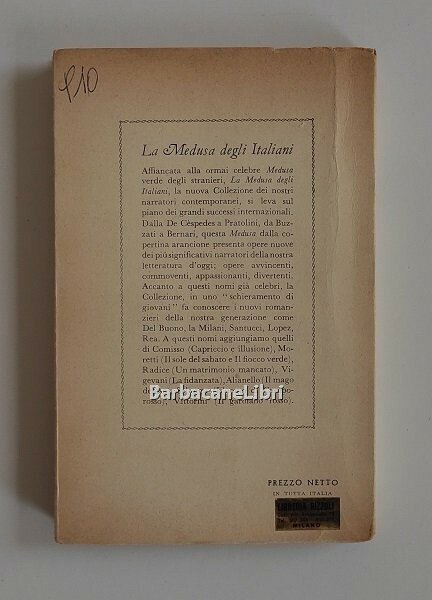 La Medusa degli Italiani
Affiancata alla ormai celebre Medusa
verde degli stranieri, La Medusa degli
Italiani, la nuova Collezione dei nostri
narratori contemporanei, si leva sul
piano dei grandi successi internazionali.
Dalla De Céspedes a Pratolini, da Buz-
zati a Bernari, questa Medusa dalla co-
pertina arancione presenta opere nuove
dei più significativi narratori della nostra
letteratura d'oggi; opere avvincenti,
commoventi, appassionanti, divertenti.
Accanto a questi nomi già celebri, la
Collezione, in uno "schieramento di
giovani" fa conoscere i nuovi roman-
zieri della nostra generazione come
Del Buono, la Milani, Santucci, Lopez,
Rea. A questi nomi aggiungiamo quelli
di Comisso (Capriccio e illusione), Mo-
retti (Il sole del sabato e Il fiocco verde),
Radice (Un matrimonio mancato), Vi-
gevani (La fidanzata), Alianello (Il mago
BarbacaneLibri
rosso), Vittorini (Il garofano rosso).
PREZZO NETTO
IN TUTTA ITALIA
LIBRERIA RIZZOLI
MILANO